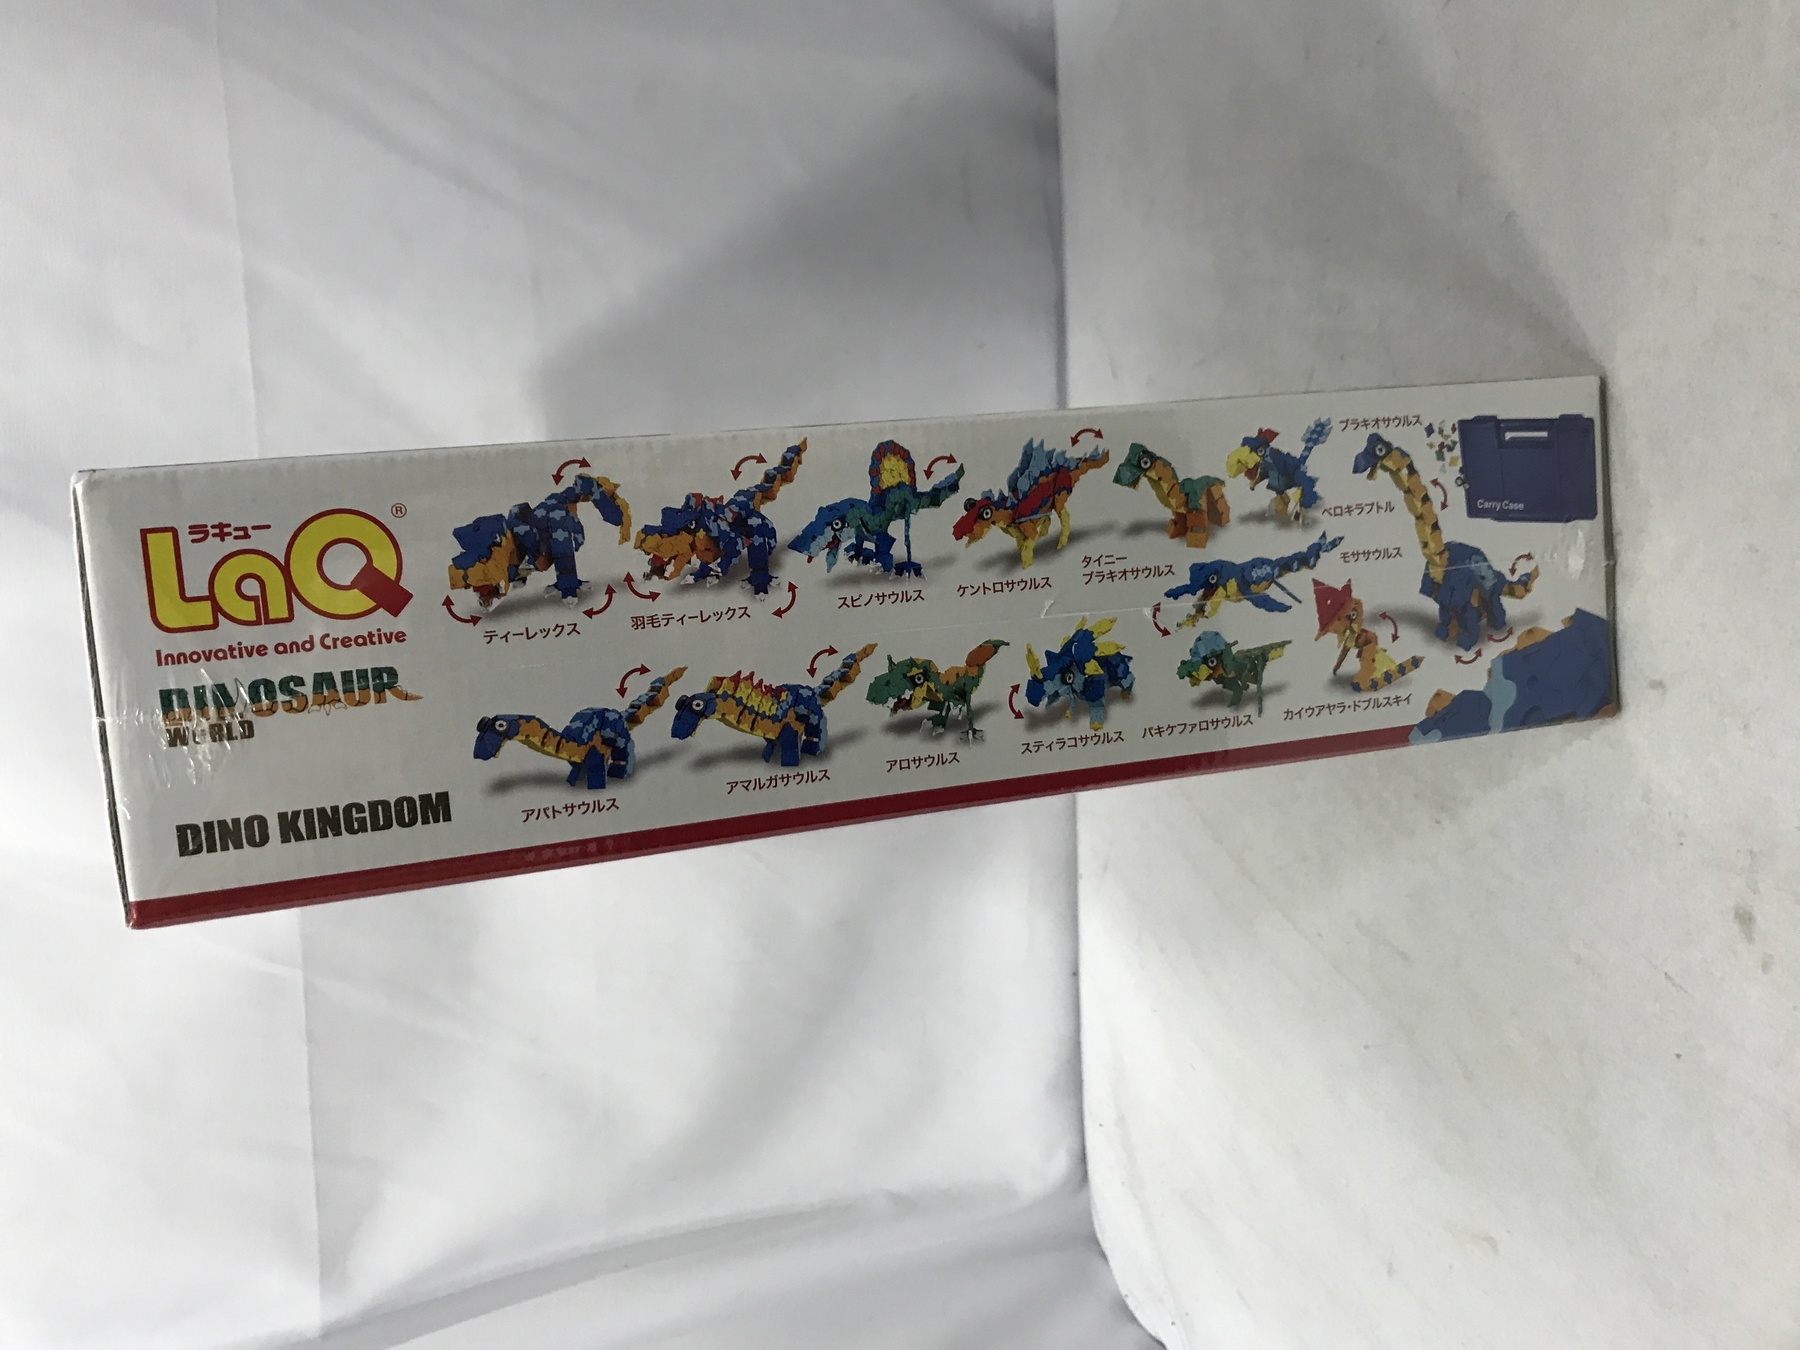 ラキュー
LaQ®
Innovative and Creative
DINOSAUR
WORLD
DINO KINGDOM
ティーレックス
羽毛ティーレックス
スピノサウルス
ケントロサウルス
タイニー
ブラキオサウルス
ベロキラプトル
ブラキオサウルス
モササウルス
Carry Case
アパトサウルス
アマルガサウルス
アロサウルス
スティラコサウルス
パキケファロサウルス
カイウアヤラ・ドブルスキイ